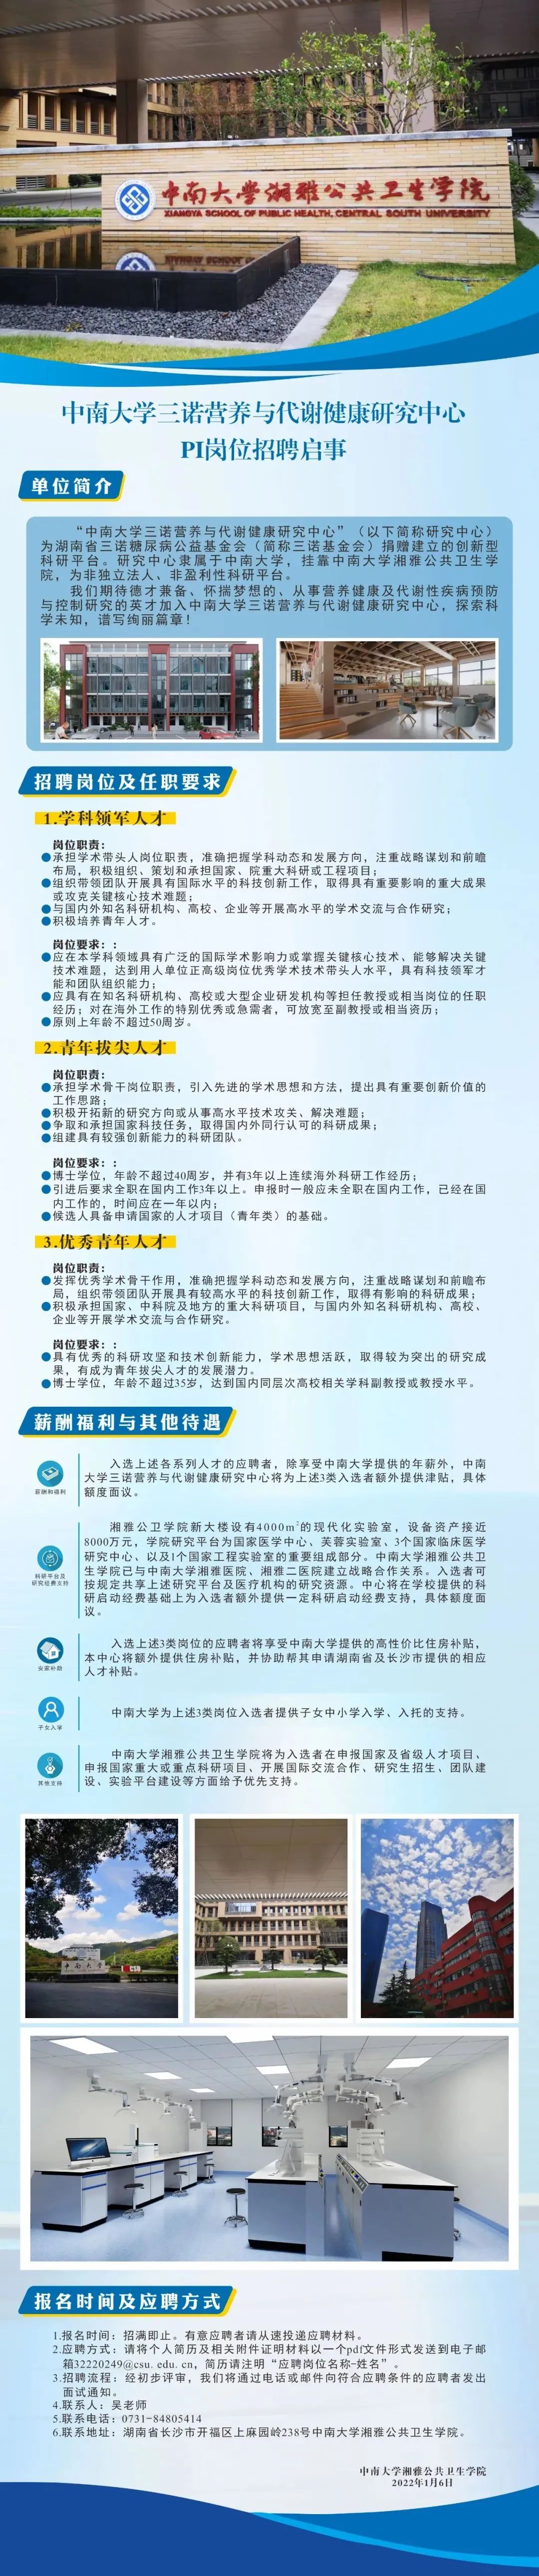 中南大学湘雅公共卫生学院
XIANGYA SCHOOL OF PUBLIC HEALTH, CENTRAL SOUTH UNIVERSITY
中南大学三诺营养与代谢健康研究中心
PI岗位招聘启事
单位简介
“中南大学三诺营养与代谢健康研究中心”（以下简称研究中心）
为湖南省三诺糖尿病公益基金会（简称三诺基金会）捐赠建立的创新型
科研平台。研究中心隶属于中南大学，挂靠中南大学湘雅公共卫生学
院，为非独立法人、非盈利性科研平台。
我们期待德才兼备、怀揣梦想的、从事营养健康及代谢性疾病预防
与控制研究的英才加入中南大学三诺营养与代谢健康研究中心，探索科
学未知，谱写绚丽篇章！
招聘岗位及任职要求
1.学科领军人才
岗位职责：
●承担学术带头人岗位职责，准确把握学科动态和发展方向，注重战略谋划和前瞻
布局，积极组织、策划和承担国家、院重大科研或工程项目；
●组织带领团队开展具有国际水平的科技创新工作，取得具有重要影响的重大成果
或攻克关键核心技术难题；
●与国内外知名科研机构、高校、企业等开展高水平的学术交流与合作研究；
●积极培养青年人才。
岗位要求：：
●应在本学科领域具有广泛的国际学术影响力或掌握关键核心技术、能够解决关键
技术难题，达到用人单位正高级岗位优秀学术技术带头人水平，具有科技领军才
能和团队组织能力；
●应具有在知名科研机构、高校或大型企业研发机构等担任教授或相当岗位的任职
经历；对在海外工作的特别优秀或急需者，可放宽至副教授或相当资历；
●原则上年龄不超过50周岁。
2.青年拔尖人才
岗位职责：
●承担学术骨干岗位职责，引入先进的学术思想和方法，提出具有重要创新价值的
工作思路；
●积极开拓新的研究方向或从事高水平技术攻关、解决难题；
●争取和承担国家科技任务，取得国内外同行认可的科研成果；
●组建具有较强创新能力的科研团队。
岗位要求：：
●博士学位，年龄不超过40周岁，并有3年以上连续海外科研工作经历；
●引进后要求全职在国内工作3年以上。申报时一般应未全职在国内工作，已经在国
内工作的，时间应在一年以内；
●候选人具备申请国家的人才项目（青年类）的基础。
3.优秀青年人才
岗位职责：
●发挥优秀学术骨干作用，准确把握学科动态和发展方向，注重战略谋划和前瞻布
局，组织带领团队开展具有较高水平的科技创新工作，取得有影响的科研成果；
●积极承担国家、中科院及地方的重大科研项目，与国内外知名科研机构、高校、
企业等开展学术交流与合作研究。
岗位要求：：
●具有优秀的科研攻坚和技术创新能力，学术思想活跃，取得较为突出的研究成
果，有成为青年拔尖人才的发展潜力。
●博士学位，年龄不超过35岁，达到国内同层次高校相关学科副教授或教授水平。
薪酬福利与其他待遇
薪酬和福利
入选上述各系列人才的应聘者，除享受中南大学提供的年薪外，中南
大学三诺营养与代谢健康研究中心将为上述3类入选者额外提供津贴，具体
额度面议。
科研平台及
研究经费支持
湘雅公卫学院新大楼设有4000m²的现代化实验室，设备资产接近
8000万元，学院研究平台为国家医学中心、芙蓉实验室、3个国家临床医学
研究中心、以及1个国家工程实验室的重要组成部分。中南大学湘雅公共卫
生学院已与中南大学湘雅医院、湘雅二医院建立战略合作关系。入选者可
按规定共享上述研究平台及医疗机构的研究资源。中心将在学校提供的科
研启动经费基础上为入选者额外提供一定科研启动经费支持，具体额度面
议。
安家补助
入选上述3类岗位的应聘者将享受中南大学提供的高性价比住房补贴，
本中心将额外提供住房补贴，并协助帮其申请湖南省及长沙市提供的相应
人才补贴。
子女入学
中南大学为上述3类岗位入选者提供子女中小学入学、入托的支持。
其他支持
中南大学湘雅公共卫生学院将为入选者在申报国家及省级人才项目、
申报国家重大或重点科研项目、开展国际交流合作、研究生招生、团队建
设、实验平台建设等方面给予优先支持。
中南大学
CSU
报名时间及应聘方式
1.报名时间：招满即止。有意应聘者请从速投递应聘材料。
2.应聘方式：请将个人简历及相关附件证明材料以一个pdf文件形式发送到电子邮
箱32220249@csu.edu.cn，简历请注明“应聘岗位名称-姓名”。
3.招聘流程：经初步评审，我们将通过电话或邮件向符合应聘条件的应聘者发出
面试通知。
4.联系人：吴老师
5.联系电话：0731-84805414
6.联系地址：湖南省长沙市开福区上麻园岭238号中南大学湘雅公共卫生学院。
中南大学湘雅公共卫生学院
2022年1月6日